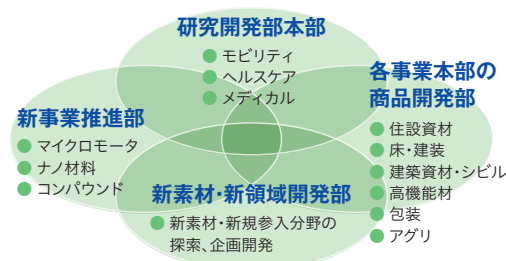 研究開発部本部
モビリティ
ヘルスケア
メディカル
各事業本部の
商品開発部
住設資材
床・建装
建築資材・シビル
高機能材
包装
アグリ
新事業推進部
マイクロモータ
ナノ材料
コンパウンド
新素材・新領域開発部
新素材・新規参入分野の
探索、企画開発